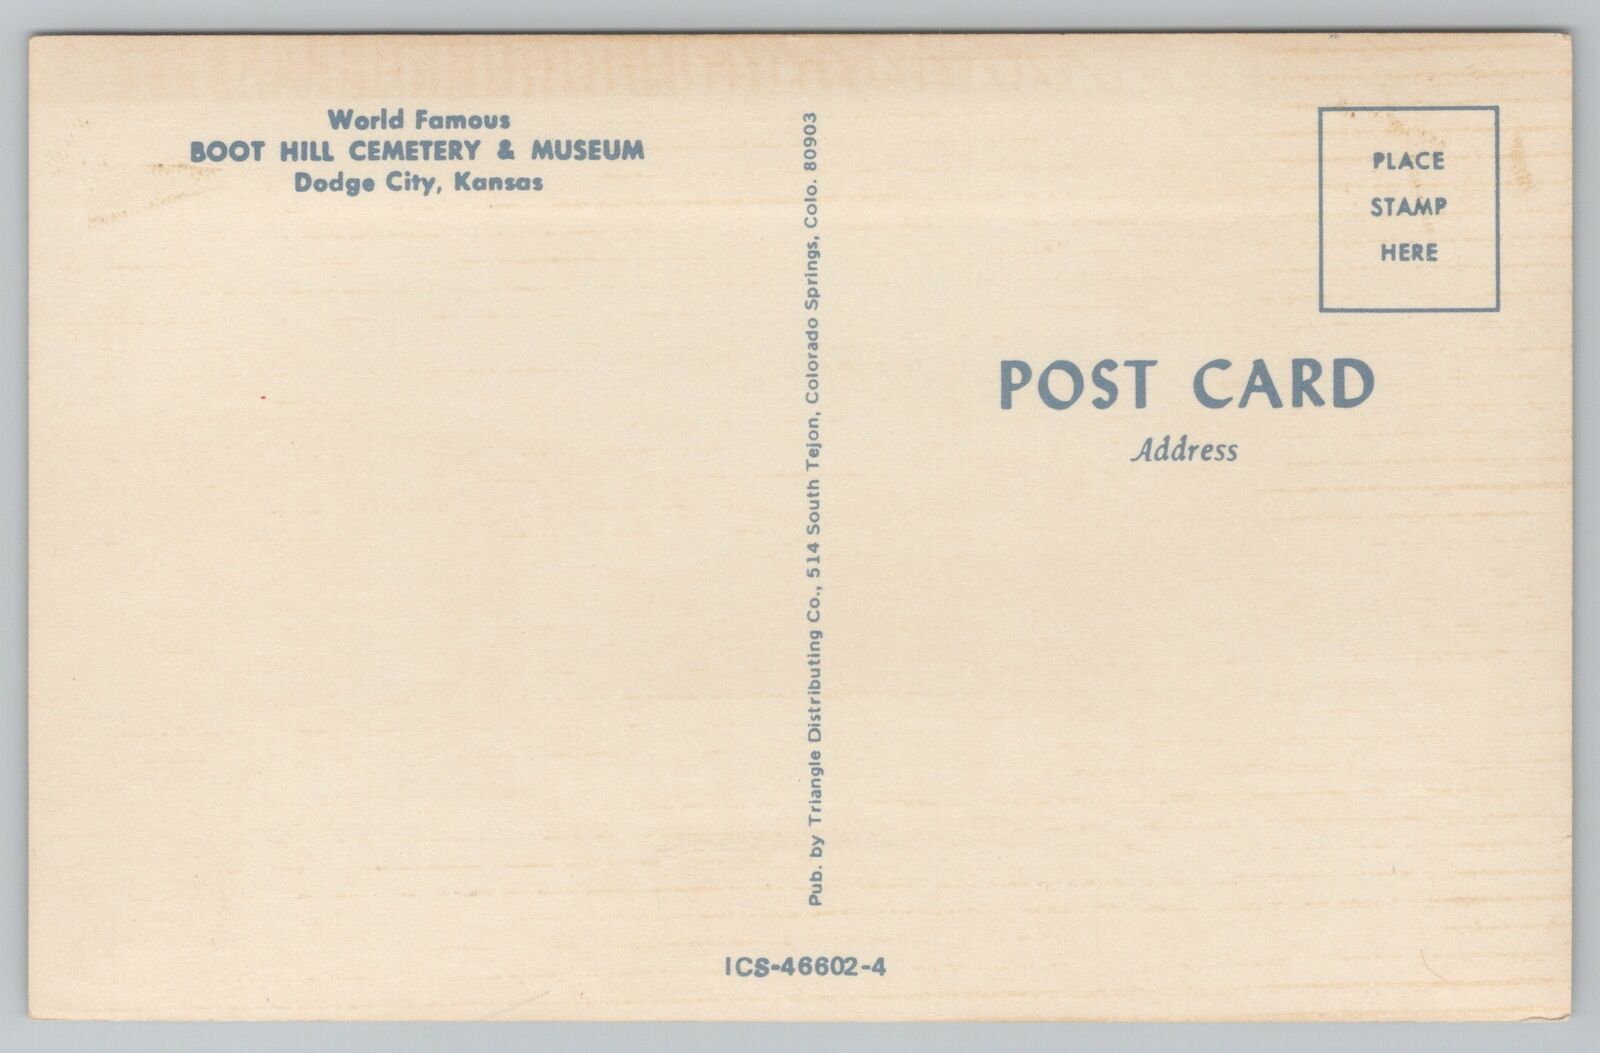 World Famous
BOOT HILL CEMETERY & MUSEUM
Dodge City, Kansas
Pub. by Triangle Distributing Co., 514 South Tejon, Colorado Springs, Colo. 80903
PLACE
STAMP
HERE
POST CARD
Address
ICS-46602-4